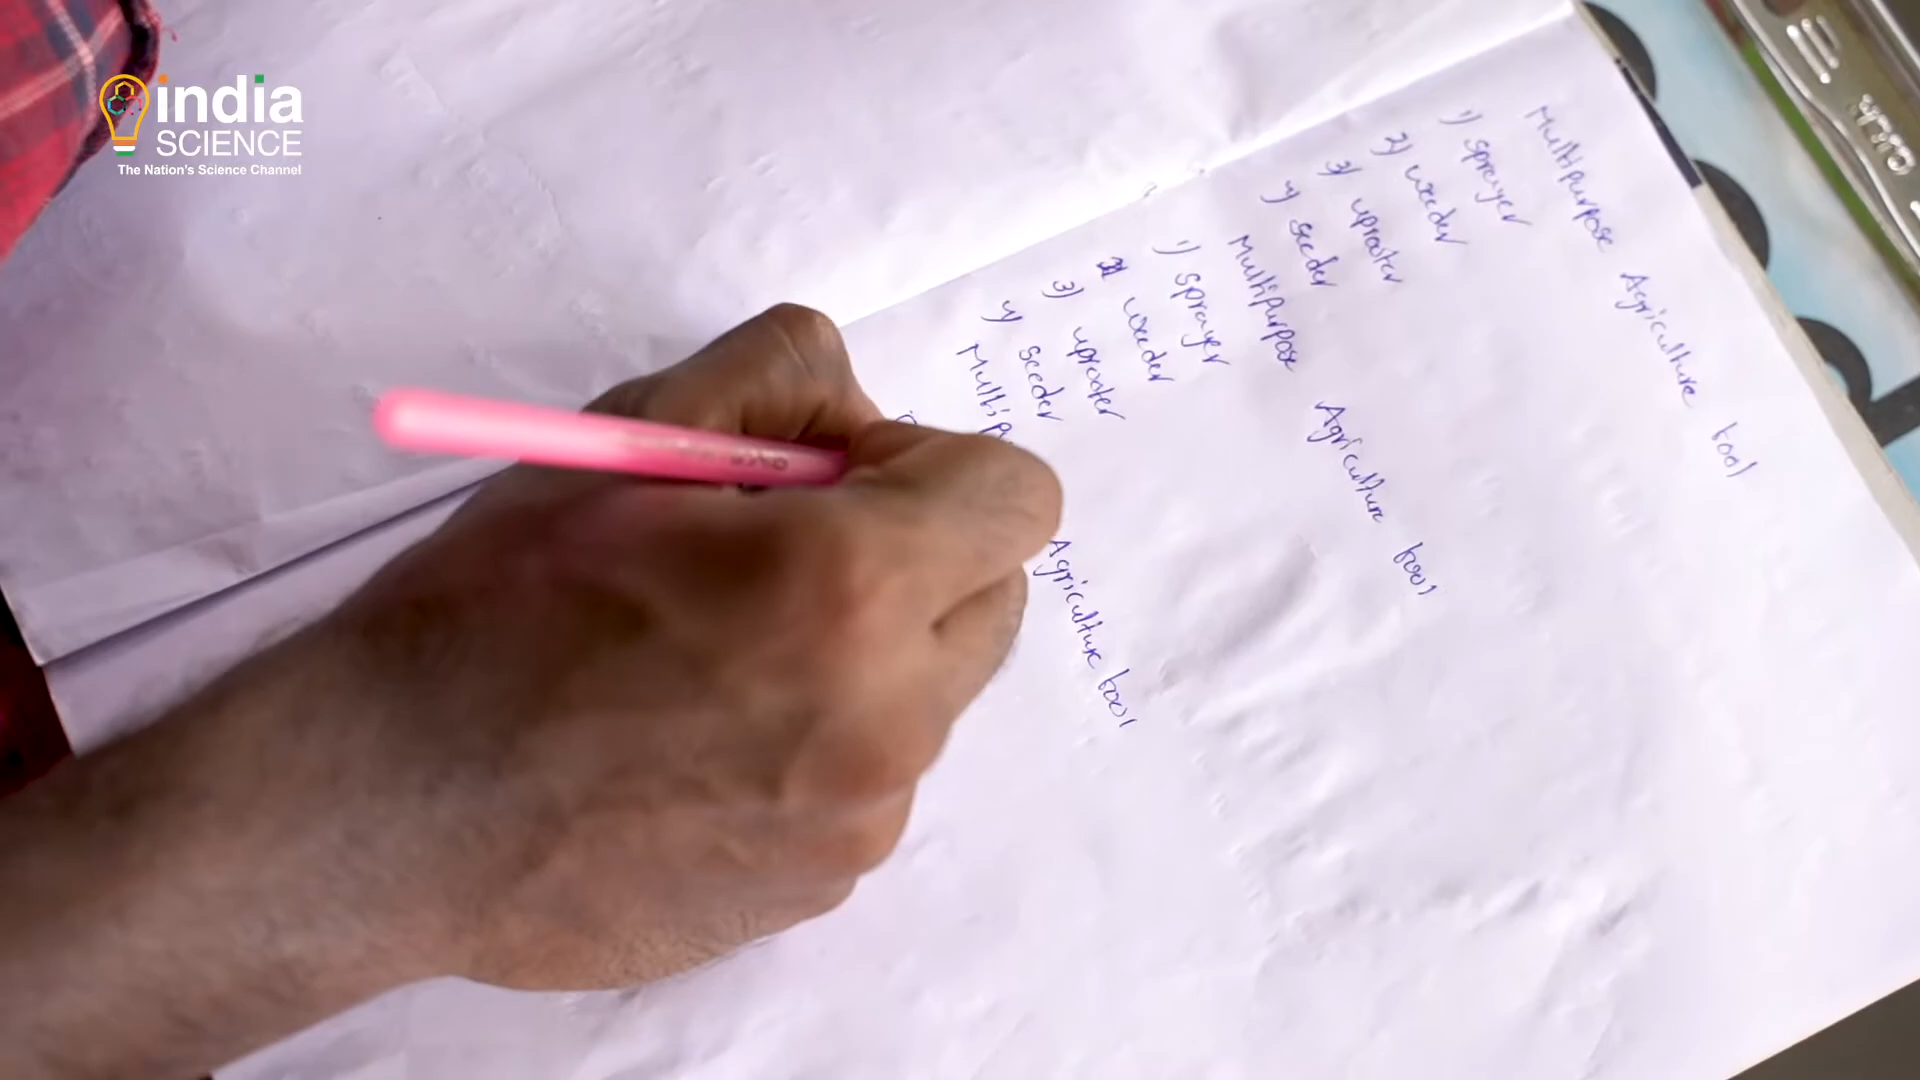 india
SCIENCE
The Nation's Science Channel
Multipurpose Agriculture tool
1) sprayer
2) weeder
3) uprooter
4) seeder
Multipurpose Agriculture tool
1) sprayer
weeder
3) uprooter
4) seeder
Multip Agriculture tool